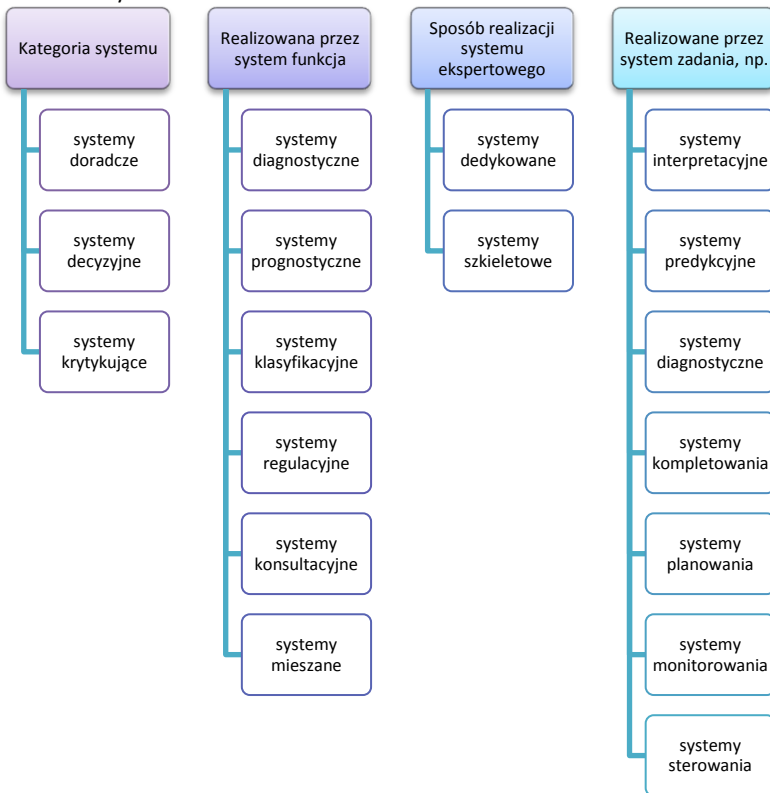 Kategoria systemu
systemy
doradcze
systemy
decyzyjne
systemy
krytykujące
Realizowana przez
system funkcja
systemy
diagnostyczne
systemy
prognostyczne
systemy
klasyfikacyjne
systemy
regulacyjne
systemy
konsultacyjne
systemy
mieszane
Sposób realizacji
systemu
ekspertowego
systemy
dedykowane
systemy
szkieletowe
Realizowane przez
system zadania, np.
systemy
interpretacyjne
systemy
predykcyjne
systemy
diagnostyczne
systemy
kompletowania
systemy
planowania
systemy
monitorowania
systemy
sterowania